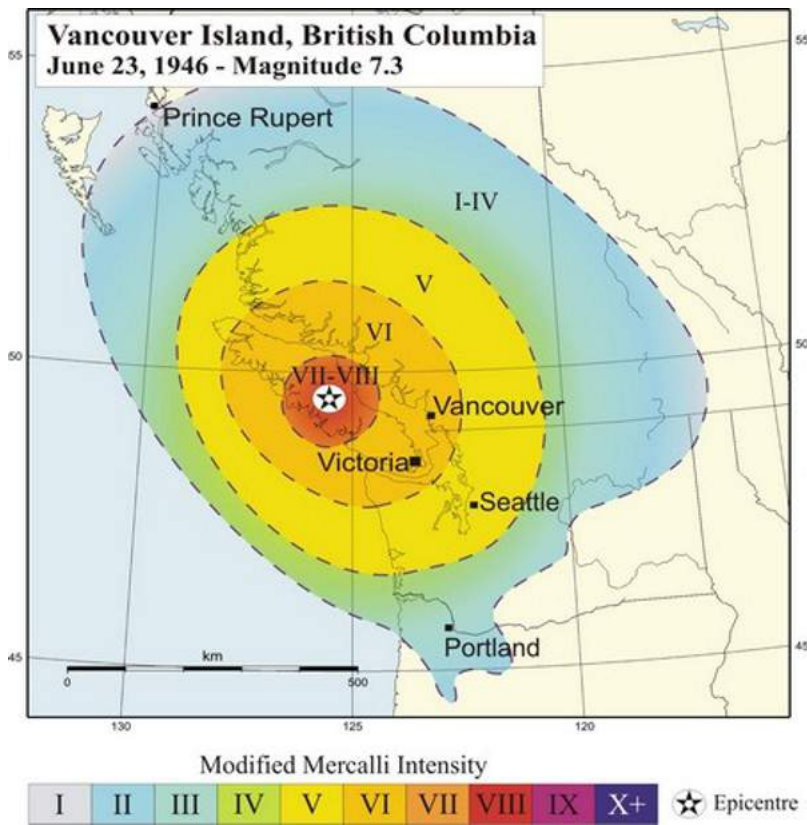 Vancouver Island, British Columbia
June 23, 1946 - Magnitude 7.3
55
55
Prince Rupert
I-IV
V
VI
50
50
VII-VIII
Vancouver
Victoria
Seattle
Portland
km
45
45
0
500
130
125
120
Modified Mercalli Intensity
I II III IV V VI VII VIII IX X+
Epicentre